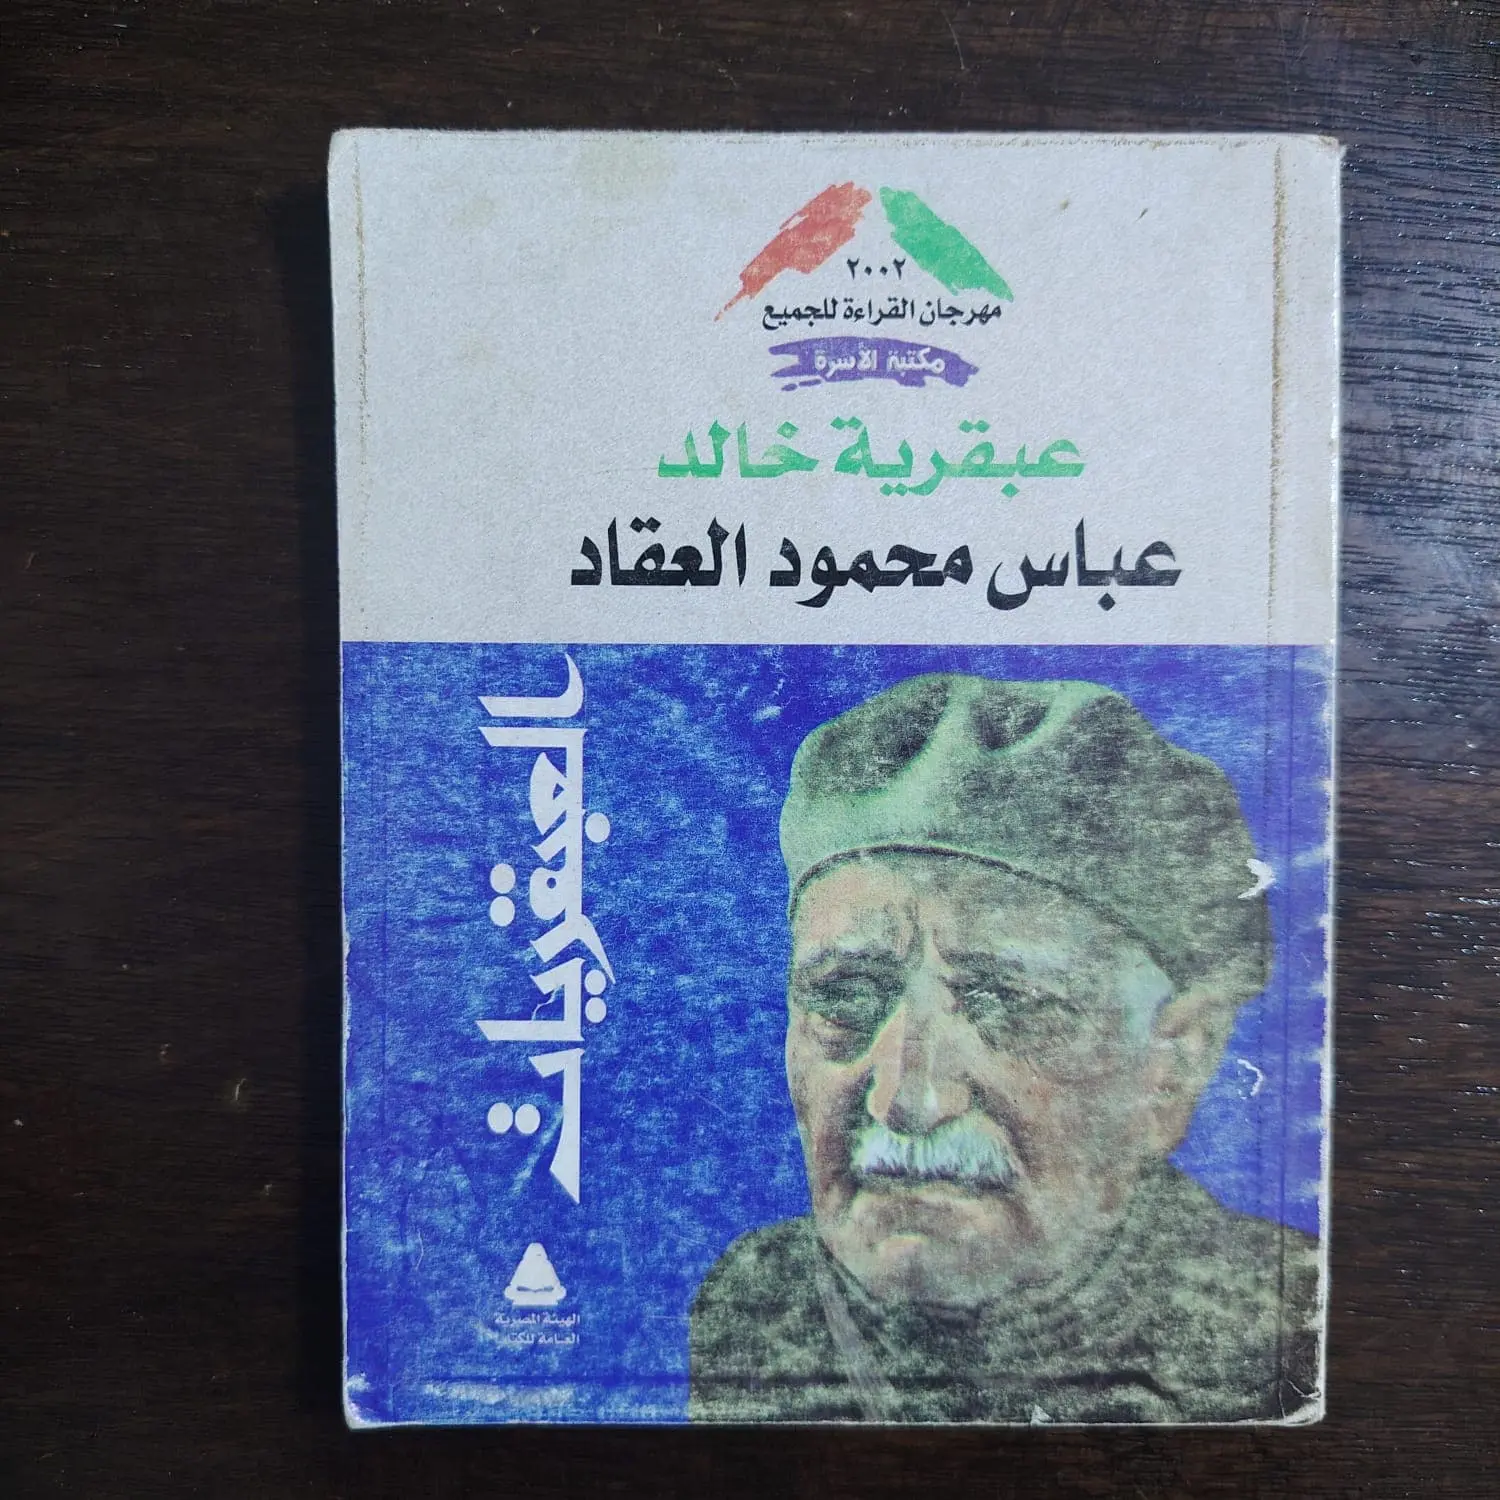 ٢٠٠٢
مهرجان القراءة للجميع
مكتبة الأسرة
عبقرية خالد
عباس محمود العقاد
العبقريات
الهيئة المصرية
العامة للكتاب